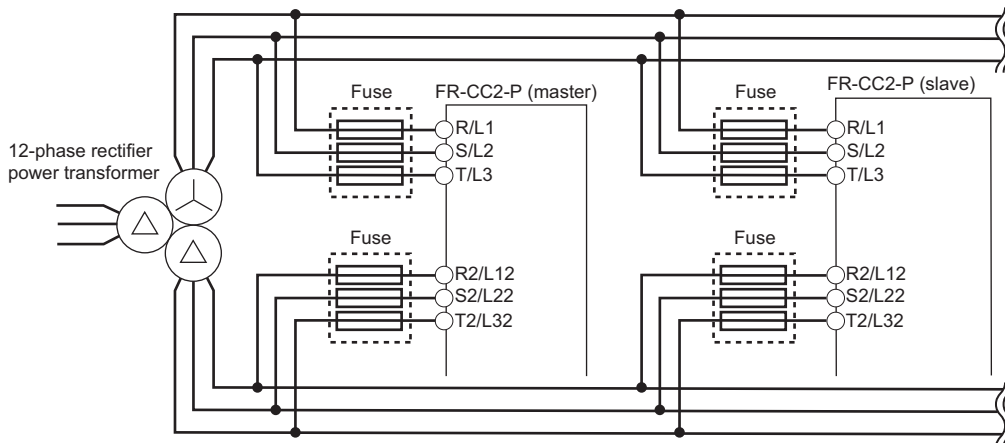 Fuse
FR-CC2-P (master)
Fuse
FR-CC2-P (slave)
R/L1
S/L2
T/L3
R/L1
S/L2
T/L3
12-phase rectifier
power transformer
Fuse
Fuse
R2/L12
S2/L22
T2/L32
R2/L12
S2/L22
T2/L32